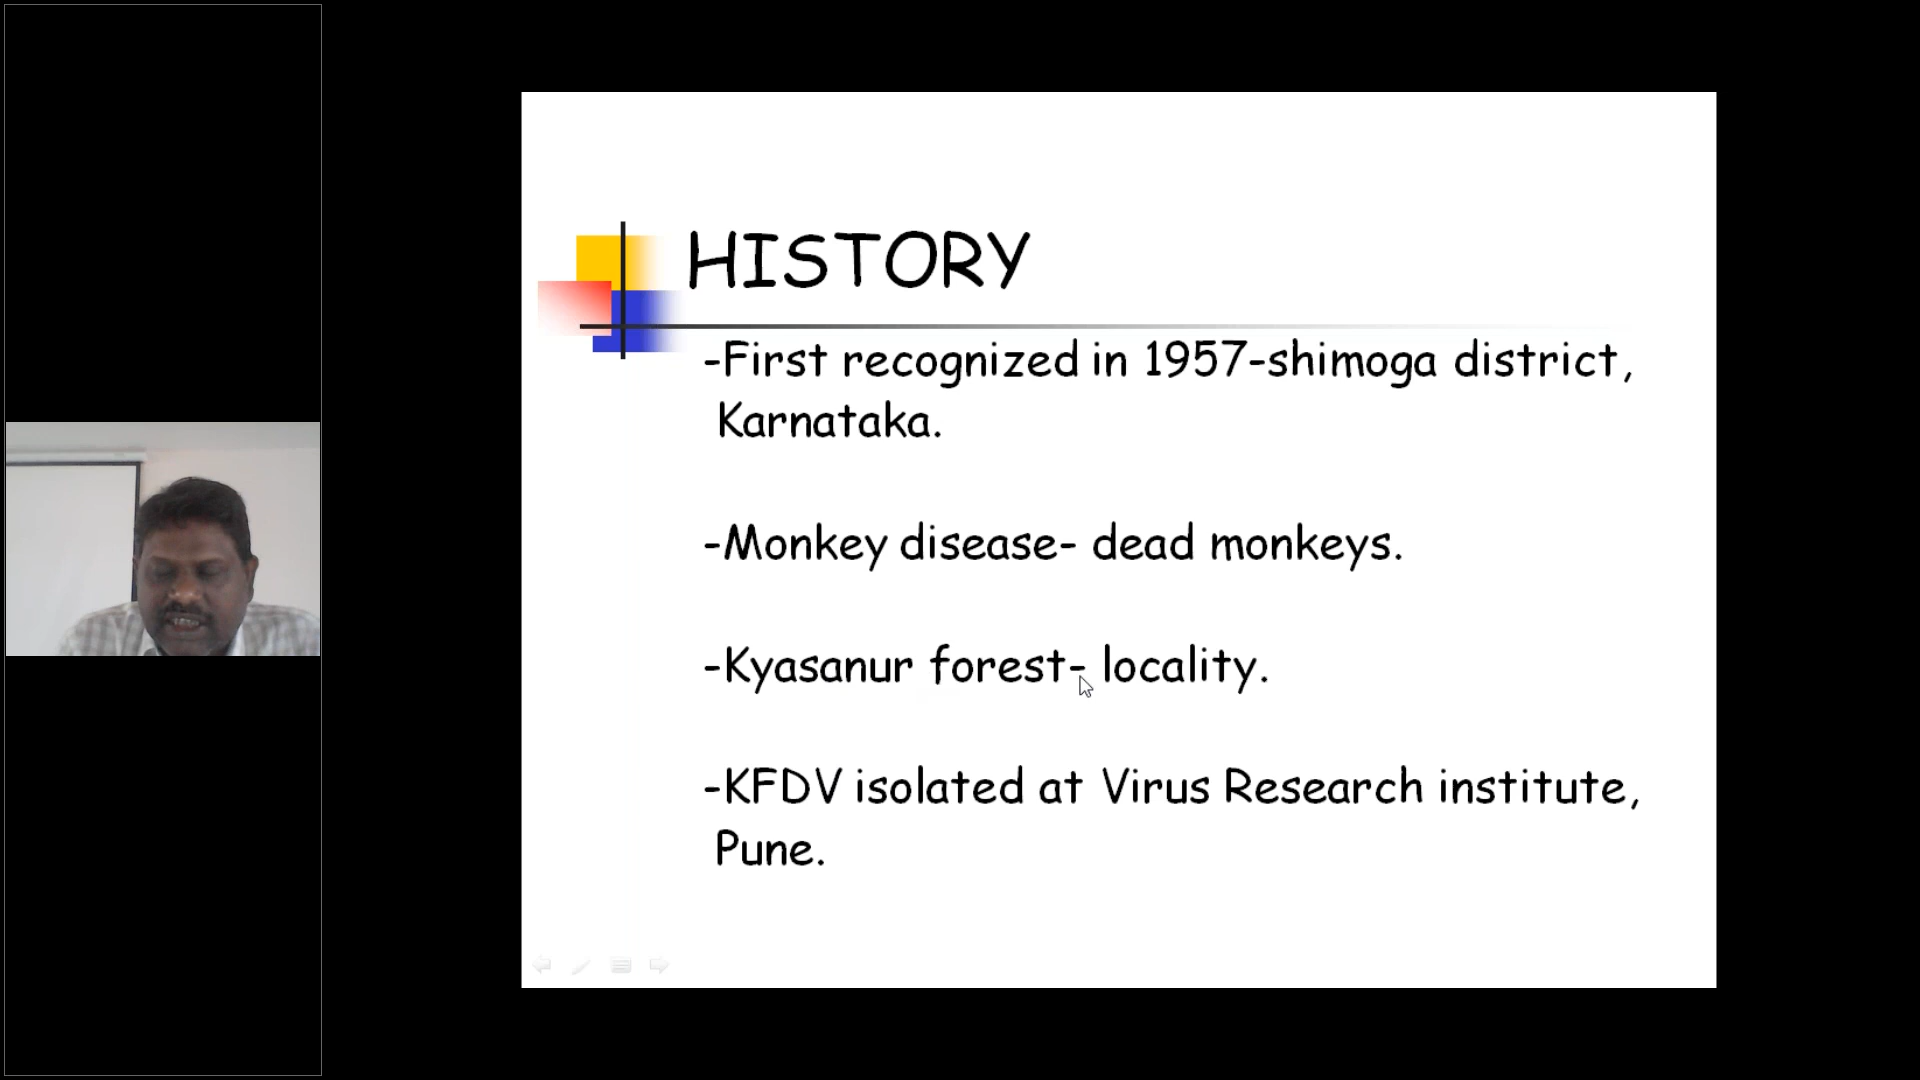 HISTORY
-First recognized in 1957-shimoga district,
Karnataka.
-Monkey disease- dead monkeys.
-Kyasanur forest- locality.
-KFDV isolated at Virus Research institute,
Pune.